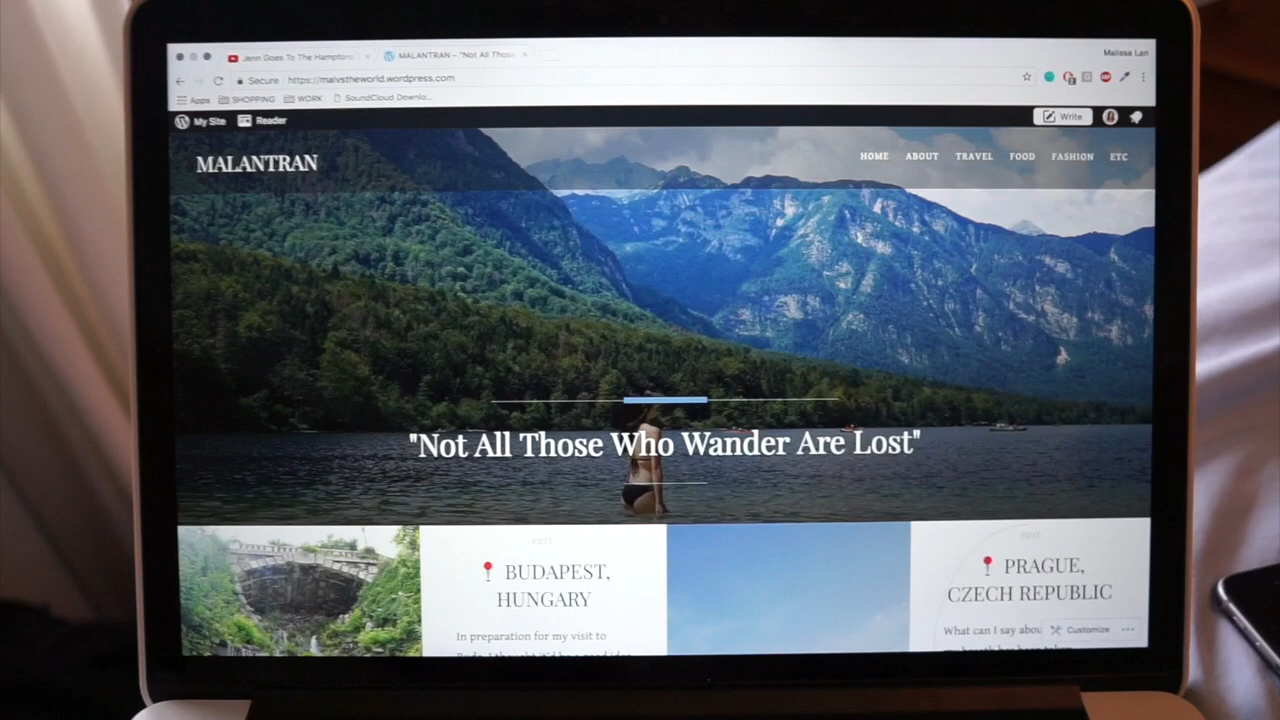 Jenn Goes To The Hamptons
MALANTRAN – "Not All Those
Melissa Lan
Secure https://malvstheworld.wordpress.com
Apps SHOPPING WORK SoundCloud Downlo...
My Site Reader Write
MALANTRAN
HOME ABOUT TRAVEL FOOD FASHION ETC
"Not All Those Who Wander Are Lost"
EDIT
BUDAPEST,
HUNGARY
In preparation for my visit to
EDIT
PRAGUE,
CZECH REPUBLIC
What can I say abou
Customize